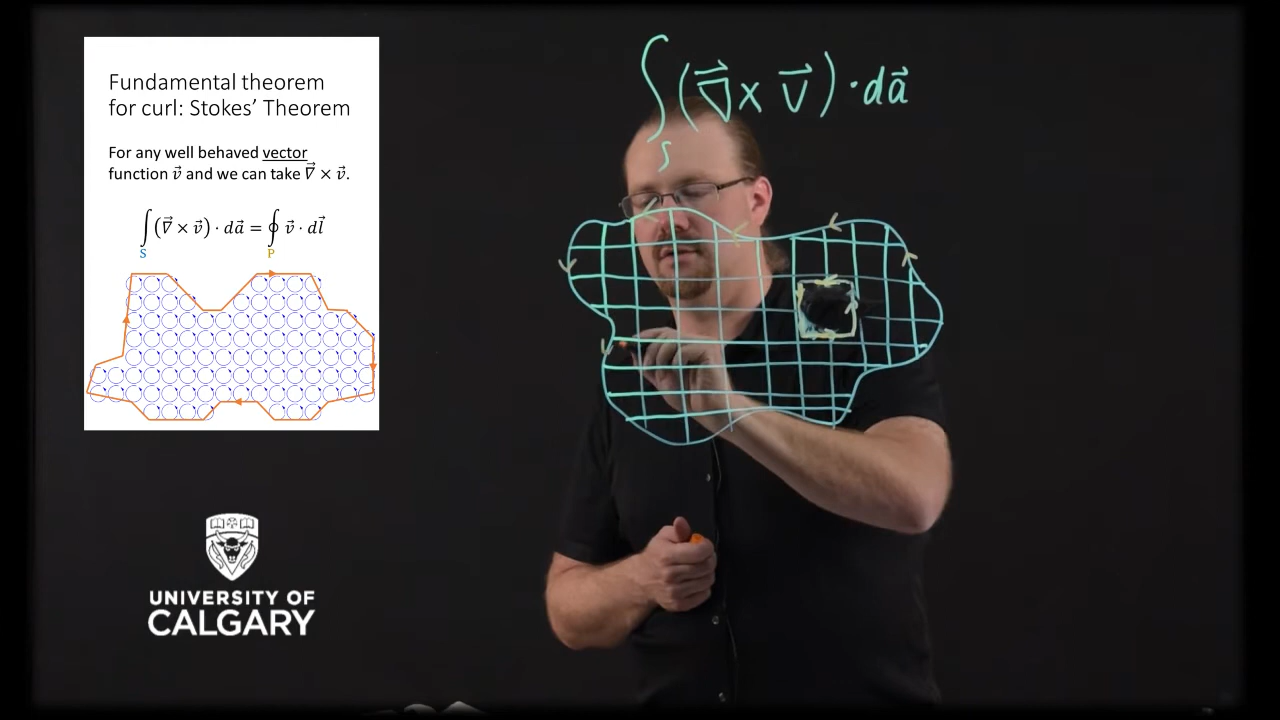 Fundamental theorem
for curl: Stokes’ Theorem
For any well behaved vector
function v⃗ and we can take ∇⃗ × v⃗.
∫ (∇⃗ × v⃗) · da⃗ = ∮ v⃗ · dl⃗
S P
UNIVERSITY OF
CALGARY
∫ (∇⃗ × v⃗) · da⃗
S